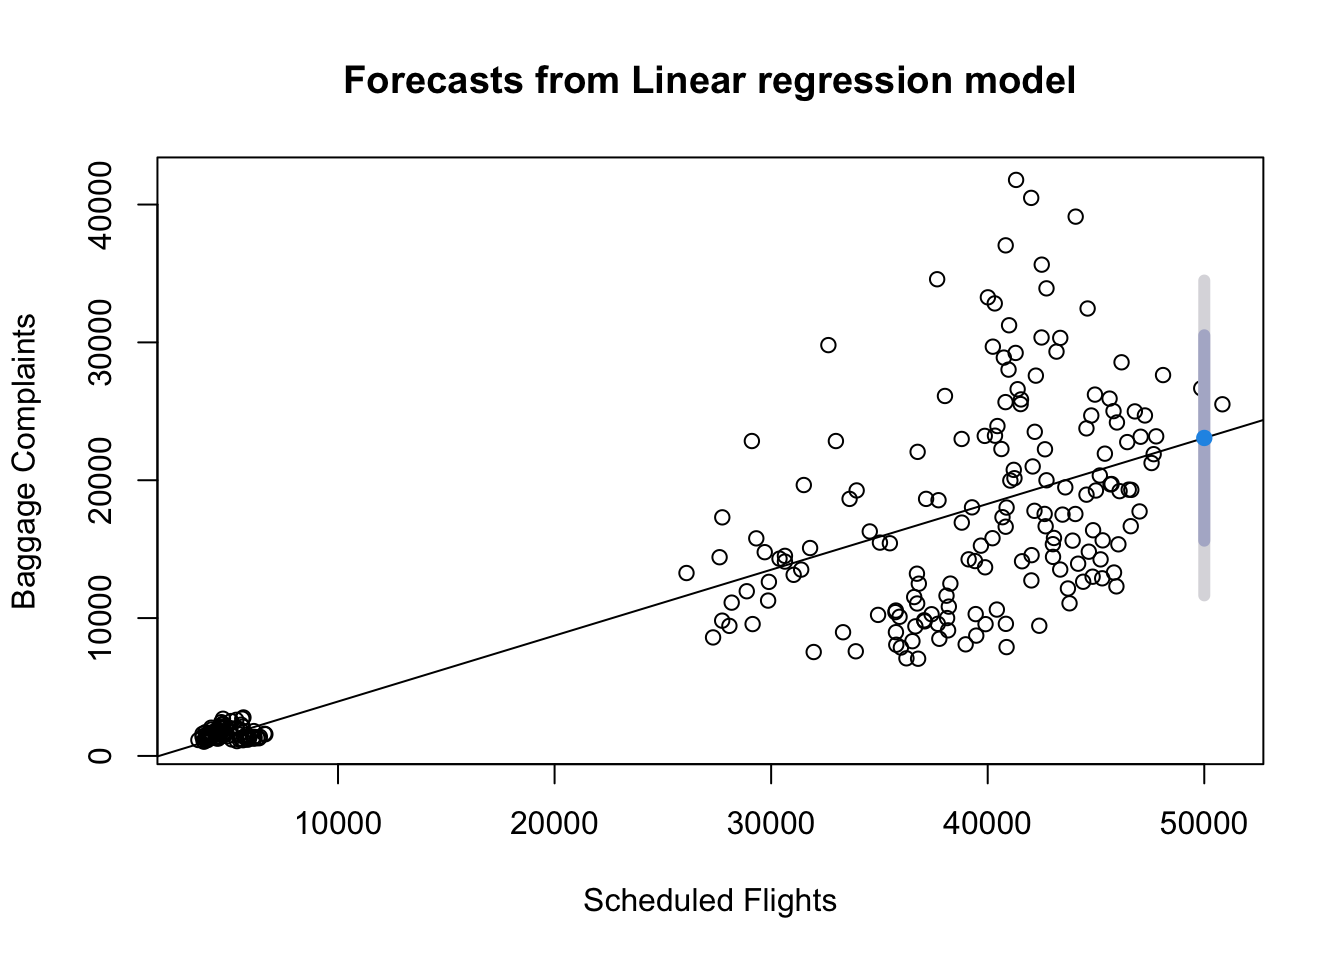 Forecasts from Linear regression model
Baggage Complaints
40000
30000
20000
10000
0
10000 20000 30000 40000 50000
Scheduled Flights